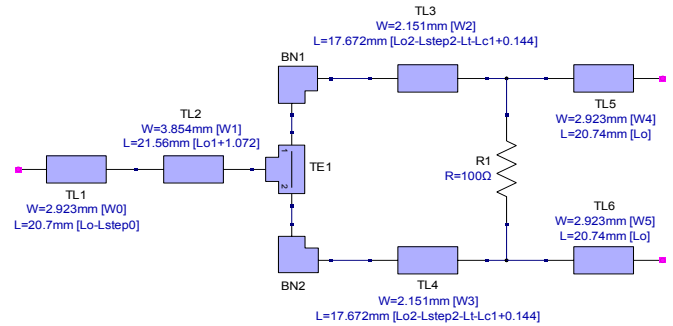 TL3
W=2.151mm [W2]
L=17.672mm [Lo2-Lstep2-Lt-Lc1+0.144]
BN1
TL2
W=3.854mm [W1]
L=21.56mm [Lo1+1.072]
TL5
W=2.923mm [W4]
L=20.74mm [Lo]
1
2
TE1
R1
R=100Ω
TL1
W=2.923mm [W0]
L=20.7mm [Lo-Lstep0]
TL6
W=2.923mm [W5]
L=20.74mm [Lo]
BN2
TL4
W=2.151mm [W3]
L=17.672mm [Lo2-Lstep2-Lt-Lc1+0.144]